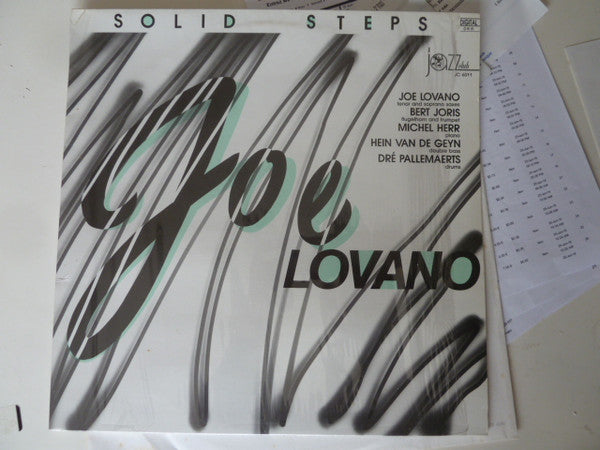 SOLID STEPS
DIGITAL
jazz club
JC 6011
JOE LOVANO
tenor and soprano saxes
BERT JORIS
flugelhorn and trumpet
MICHEL HERR
piano
HEIN VAN DE GEYN
double bass
DRÉ PALLEMAERTS
drums
Joe
LOVANO